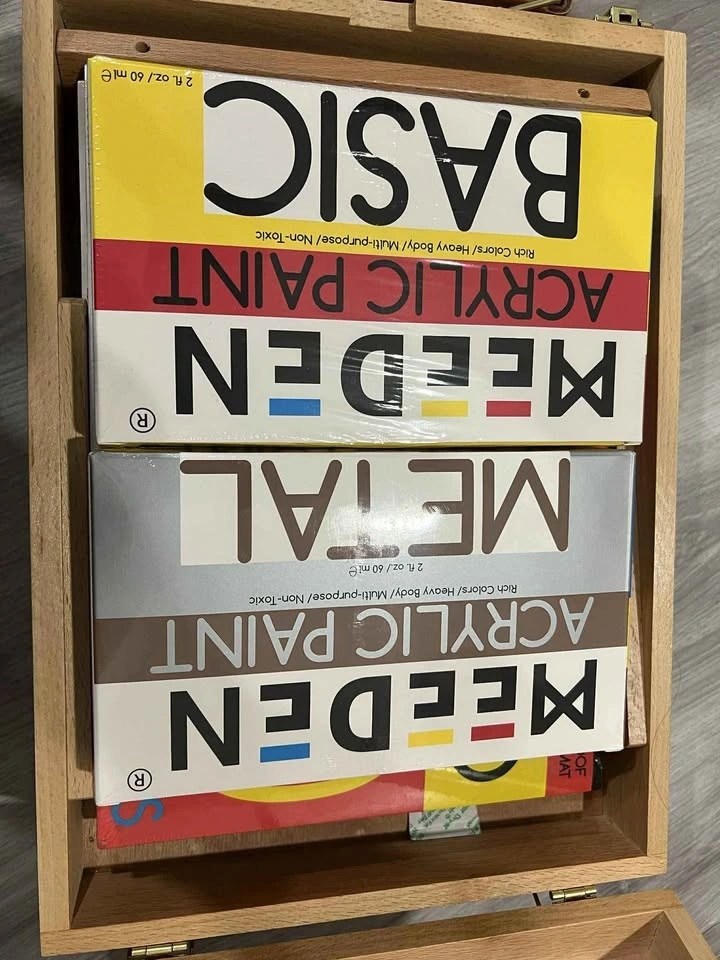 MEEDEN®
ACRYLIC PAINT
Rich Colors/ Heavy Body/ Multi-purpose/ Non-Toxic
2 fl. oz./ 60 ml ℮
METAL
MEEDEN®
ACRYLIC PAINT
Rich Colors/ Heavy Body/ Multi-purpose/ Non-Toxic
BASIC
2 fl. oz./ 60 ml ℮